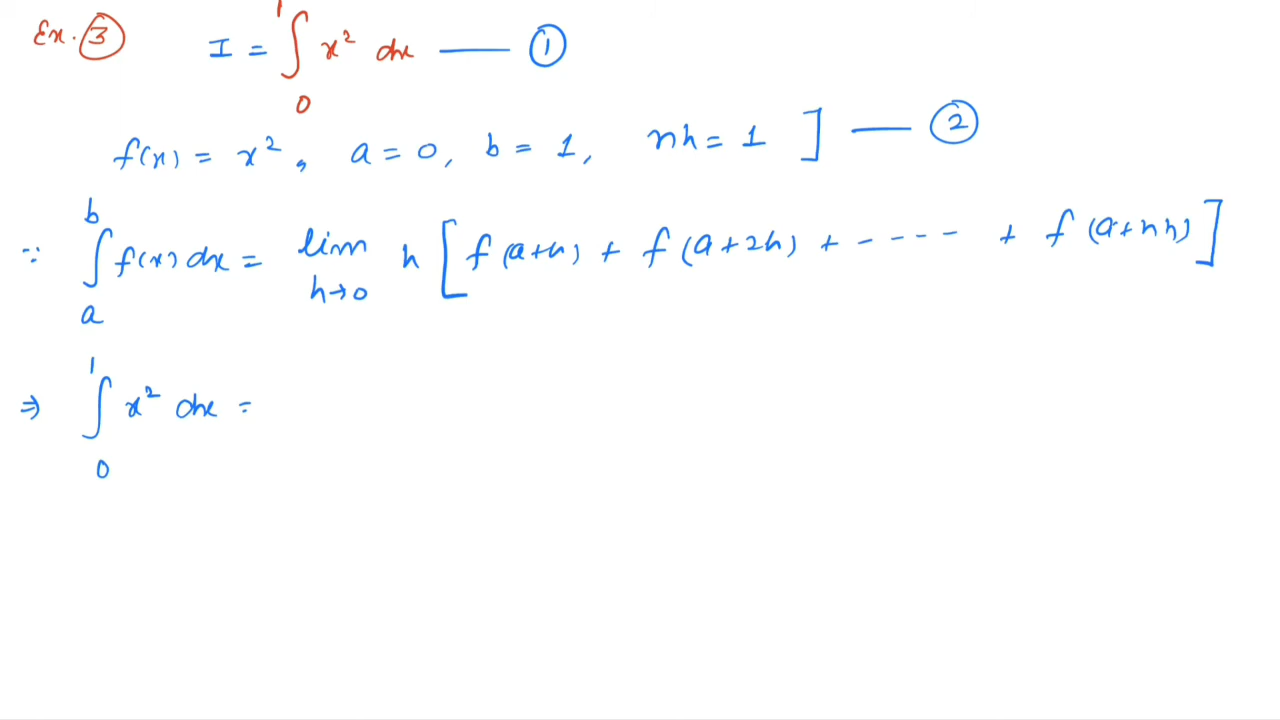 Ex. ③ I = ∫₀¹ x² dx —— ①
f(x) = x², a = 0, b = 1, nh = 1 ] —— ②
∵ ∫ₐᵇ f(x) dx = lim h→0 h [ f(a+h) + f(a+2h) + ---- + f(a+nh) ]
⇒ ∫₀¹ x² dx =